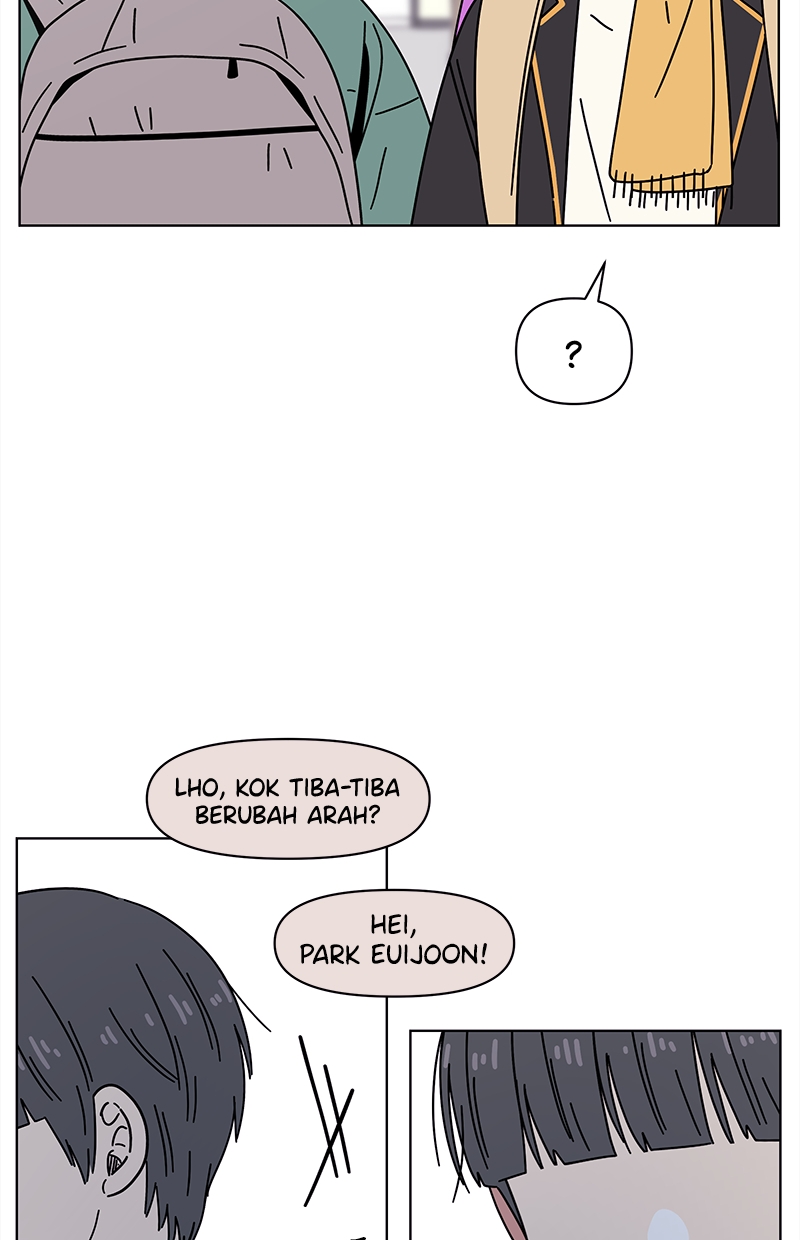 ?
LHO, KOK TIBA-TIBA
BERUBAH ARAH?
HEI,
PARK EUIJOON!